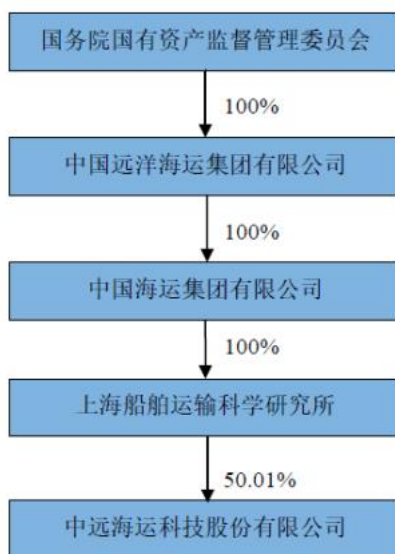 国务院国有资产监督管理委员会
100%
中国远洋海运集团有限公司
100%
中国海运集团有限公司
100%
上海船舶运输科学研究所
50.01%
中远海运科技股份有限公司